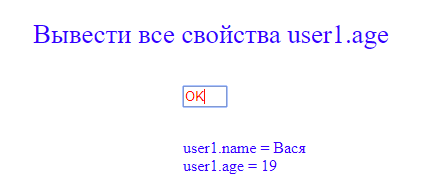 Вывести все свойства user1.age
OK
user1.name = Вася
user1.age = 19